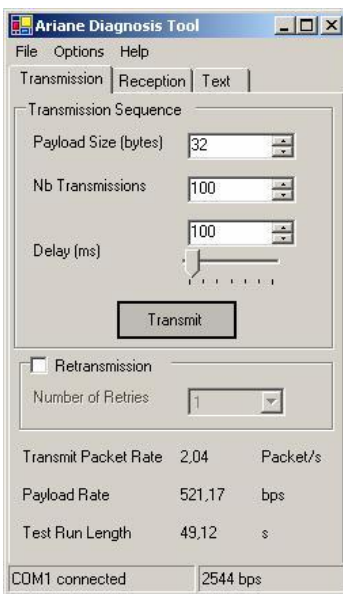 Ariane Diagnosis Tool
File Options Help
Transmission Reception Text
Transmission Sequence
Payload Size (bytes) 32
Nb Transmissions 100
100
Delay (ms)
Transmit
Retransmission
Number of Retries 1
Transmit Packet Rate 2,04 Packet/s
Payload Rate 521,17 bps
Test Run Length 49,12 s
COM1 connected 2544 bps